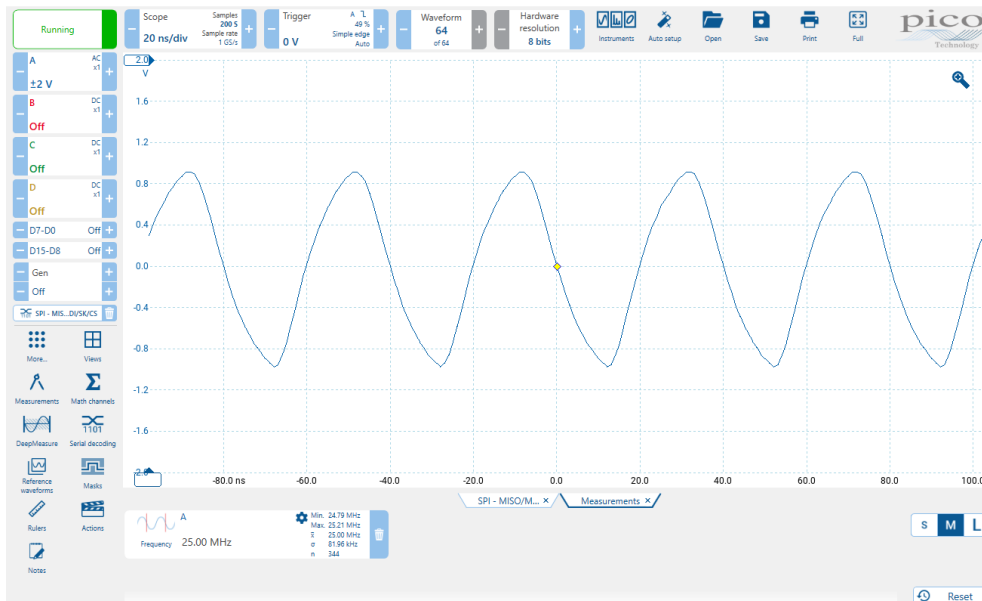 Running
Scope
20 ns/div
Samples
200 S
Sample rate
1 GS/s
Trigger
0 V
A
49 %
Simple edge
Auto
Waveform
64
of 64
Hardware
resolution
8 bits
Instruments
Auto setup
Open
Save
Print
Full
pico
Technology
A
AC
x1
±2 V
B
DC
x1
Off
C
DC
x1
Off
D
DC
x1
Off
D7-D0 Off
D15-D8 Off
Gen
Off
SPI - MIS...DI/SK/CS
More...
Views
Measurements
Math channels
DeepMeasure
1101
Serial decoding
Reference
waveforms
Masks
Rulers
Actions
Notes
2.0
V
1.6
1.2
0.8
0.4
0.0
-0.4
-0.8
-1.2
-1.6
-2.0
-80.0 ns
-60.0
-40.0
-20.0
0.0
20.0
40.0
60.0
80.0
100.0
SPI - MISO/M... ×
Measurements ×
A
Frequency 25.00 MHz
Min. 24.79 MHz
Max. 25.21 MHz
x̄ 25.00 MHz
σ 81.96 kHz
n 344
S M L
Reset